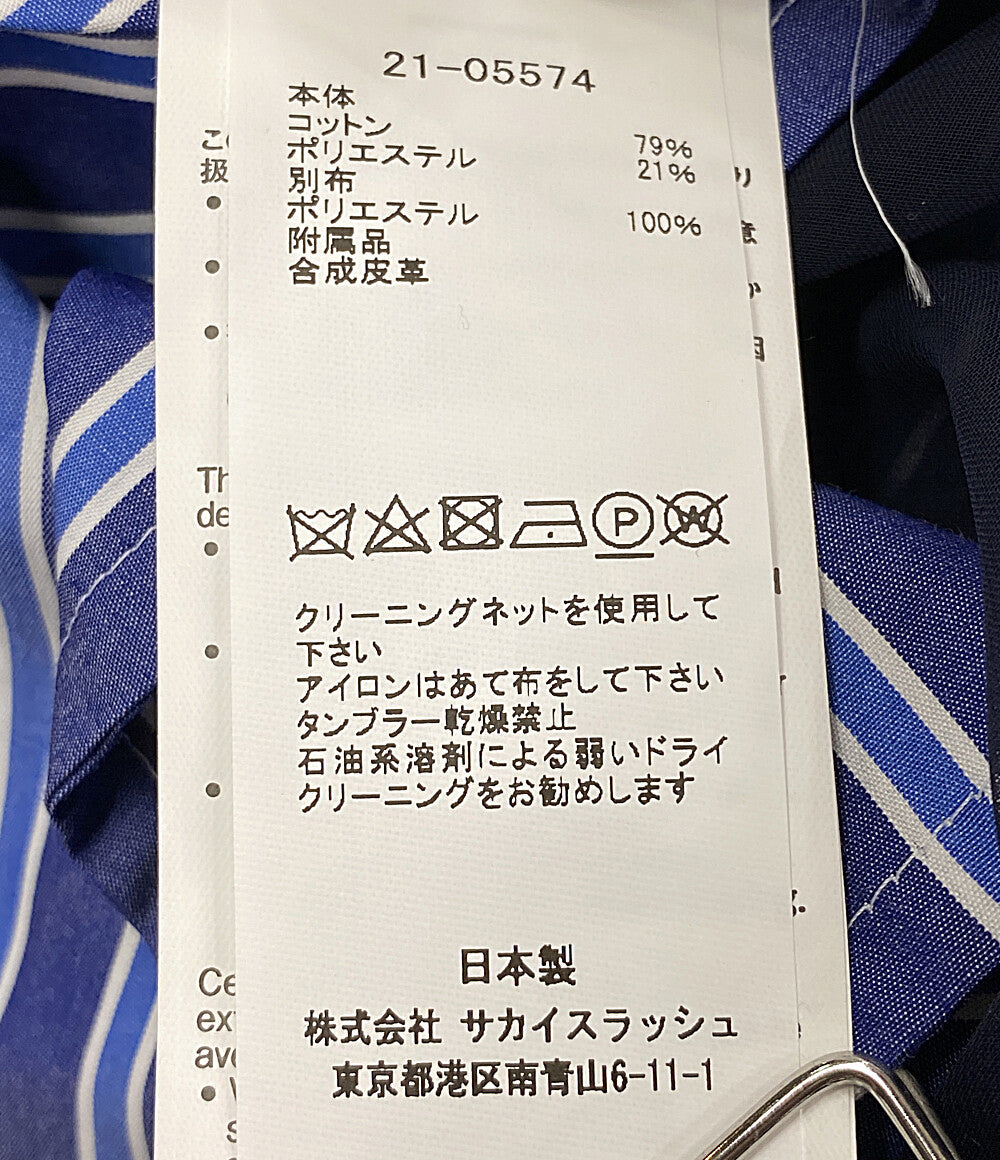 21-05574
本体
コットン 79%
ポリエステル 21%
別布
ポリエステル 100%
附属品
合成皮革
P
W
クリーニングネットを使用して
下さい
アイロンはあて布をして下さい
タンブラー乾燥禁止
石油系溶剤による弱いドライ
クリーニングをお勧めします
日本製
株式会社 サカイスラッシュ
東京都港区南青山6-11-1